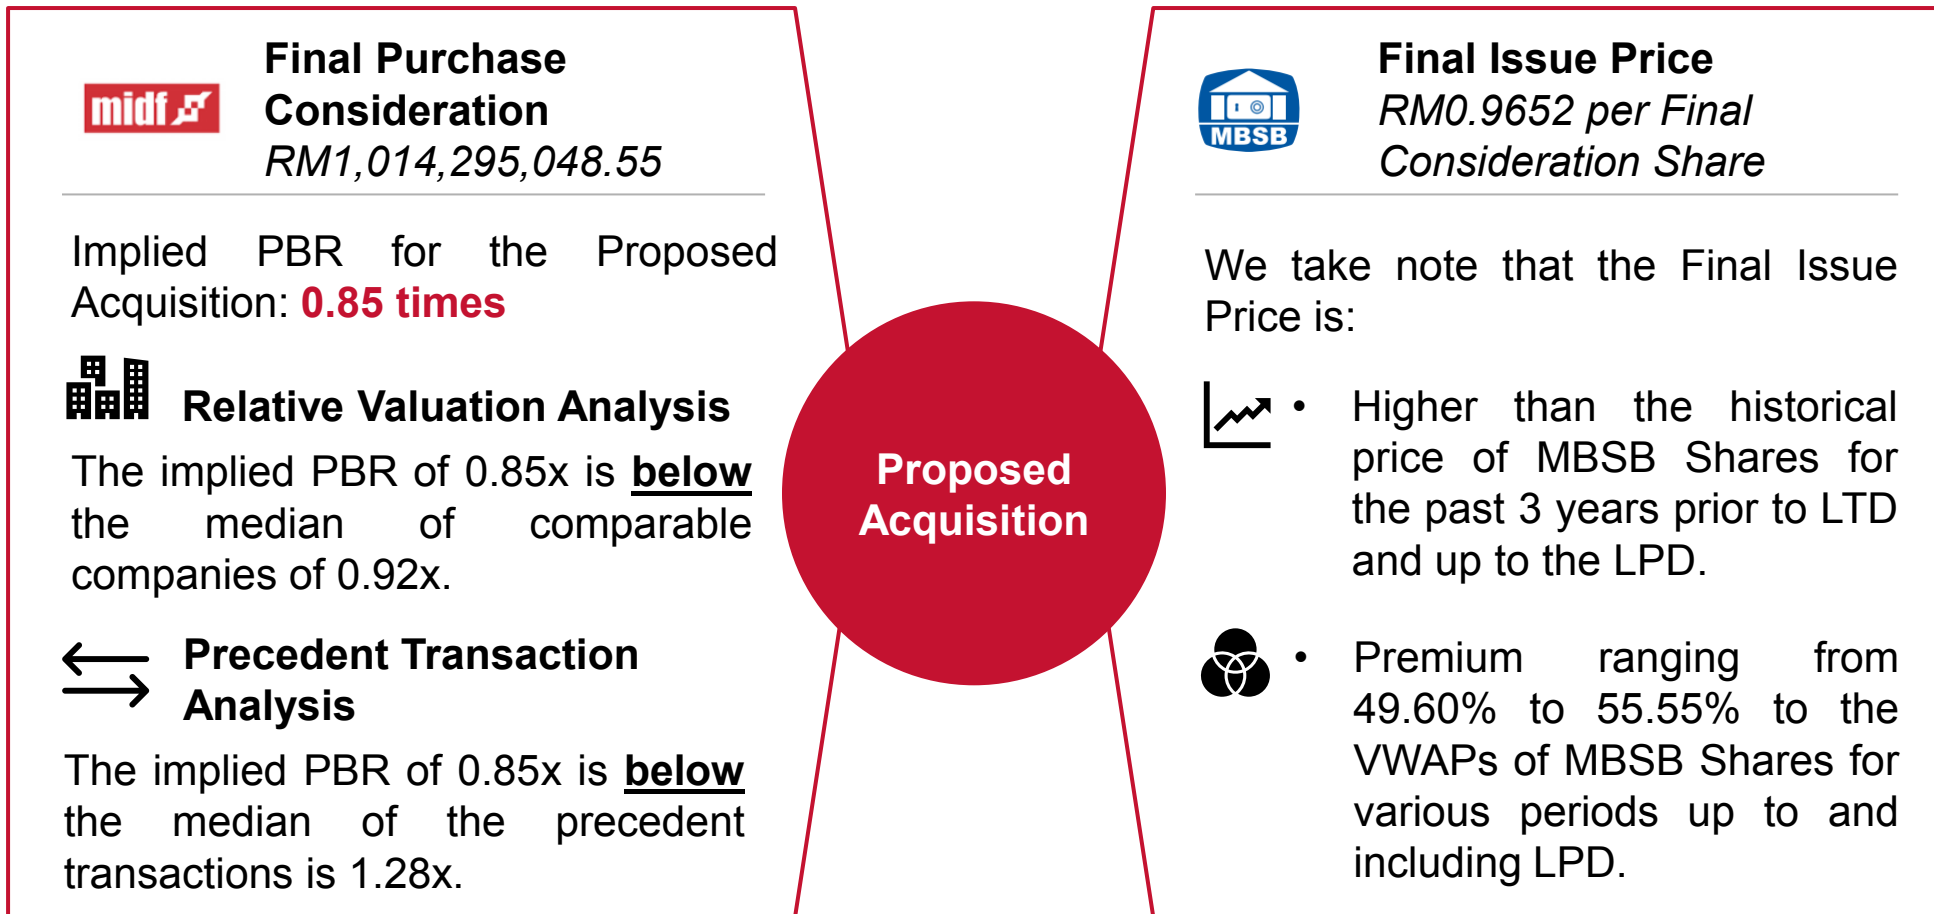 midf
Final Purchase
Consideration
RM1,014,295,048.55
Implied PBR for the Proposed
Acquisition: 0.85 times
Relative Valuation Analysis
The implied PBR of 0.85x is below
the median of comparable
companies of 0.92x.
Precedent Transaction
Analysis
The implied PBR of 0.85x is below
the median of the precedent
transactions is 1.28x.
Proposed
Acquisition
MBSB
Final Issue Price
RM0.9652 per Final
Consideration Share
We take note that the Final Issue
Price is:
• Higher than the historical
price of MBSB Shares for
the past 3 years prior to LTD
and up to the LPD.
• Premium ranging from
49.60% to 55.55% to the
VWAPs of MBSB Shares for
various periods up to and
including LPD.